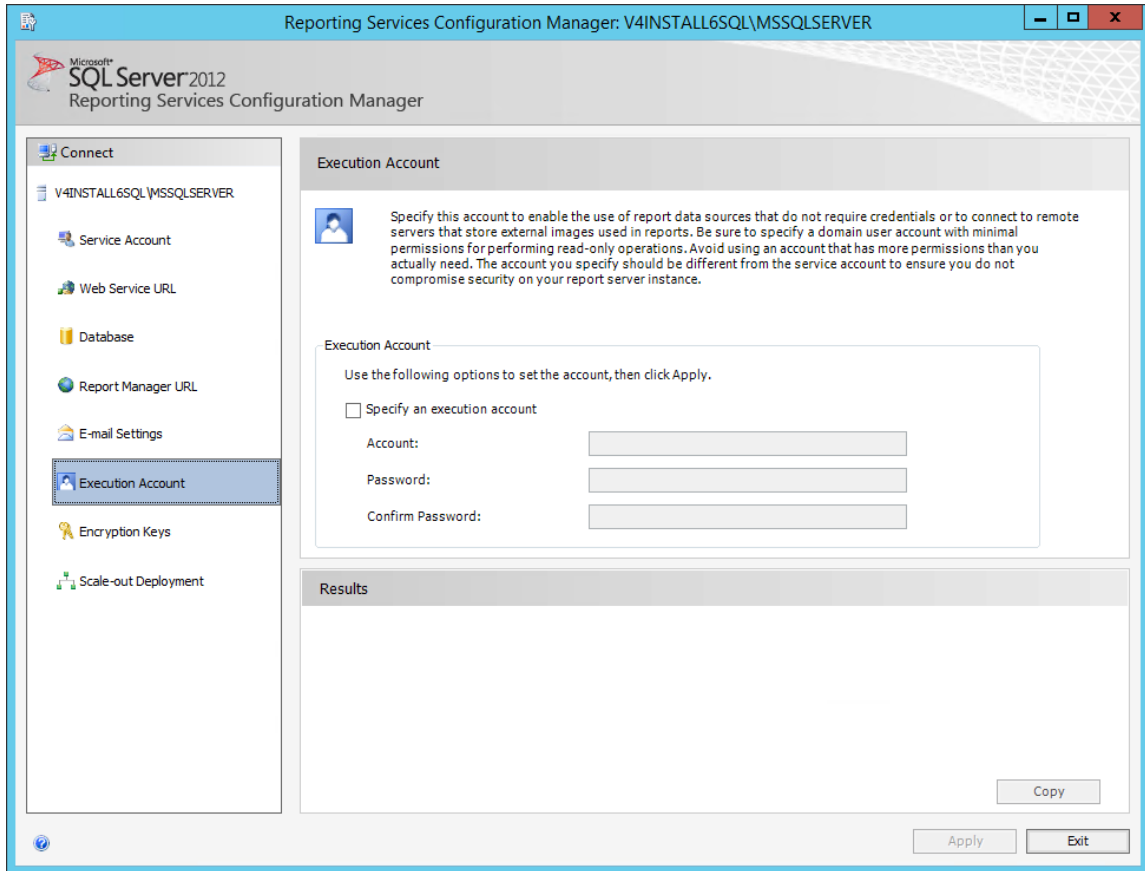 Reporting Services Configuration Manager: V4INSTALL6SQL\MSSQLSERVER
Microsoft
SQL Server 2012
Reporting Services Configuration Manager
Connect
V4INSTALL6SQL\MSSQLSERVER
Service Account
Web Service URL
Database
Report Manager URL
E-mail Settings
Execution Account
Encryption Keys
Scale-out Deployment
Execution Account
Specify this account to enable the use of report data sources that do not require credentials or to connect to remote
servers that store external images used in reports. Be sure to specify a domain user account with minimal
permissions for performing read-only operations. Avoid using an account that has more permissions than you
actually need. The account you specify should be different from the service account to ensure you do not
compromise security on your report server instance.
Execution Account
Use the following options to set the account, then click Apply.
Specify an execution account
Account:
Password:
Confirm Password:
Results
Copy
Apply
Exit